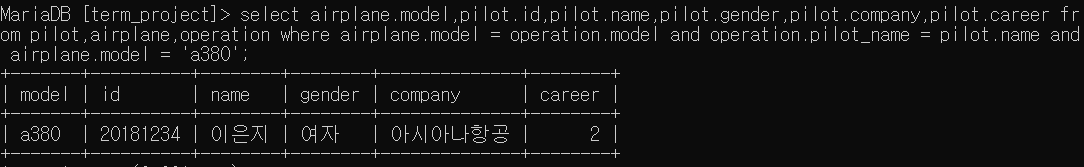 MariaDB [term_project]> select airplane.model,pilot.id,pilot.name,pilot.gender,pilot.company,pilot.career fr
om pilot,airplane,operation where airplane.model = operation.model and operation.pilot_name = pilot.name and
 airplane.model = 'a380';
+-------+----------+--------+--------+--------------+--------+
| model | id | name | gender | company | career |
+-------+----------+--------+--------+--------------+--------+
| a380 | 20181234 | 이은지 | 여자 | 아시아나항공 | 2 |
+-------+----------+--------+--------+--------------+--------+